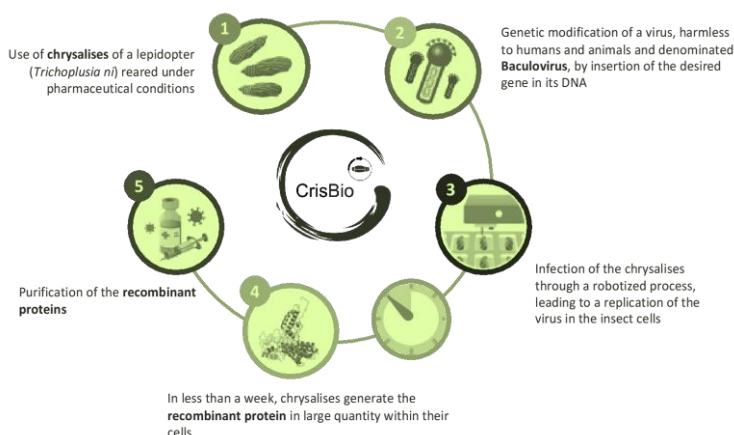 1
Use of chrysalises of a lepidopter
(Trichoplusia ni) reared under
pharmaceutical conditions
2
Genetic modification of a virus, harmless
to humans and animals and denominated
Baculovirus, by insertion of the desired
gene in its DNA
CrisBio
3
Infection of the chrysalises
through a robotized process,
leading to a replication of the
virus in the insect cells
4
In less than a week, chrysalises generate the
recombinant protein in large quantity within their
cells
5
Purification of the recombinant
proteins